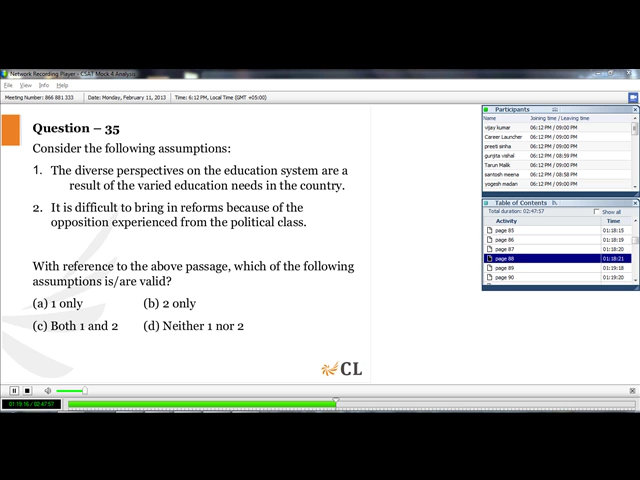 Network Recording Player - CSAT Mock 4 Analysis
File View Info Help
Meeting Number: 866 881 333 Date: Monday, February 11, 2013 Time: 6:12 PM, Local Time (GMT +05:00)
Question – 35
Consider the following assumptions:
1. The diverse perspectives on the education system are a
result of the varied education needs in the country.
2. It is difficult to bring in reforms because of the
opposition experienced from the political class.
With reference to the above passage, which of the following
assumptions is/are valid?
(a) 1 only (b) 2 only
(c) Both 1 and 2 (d) Neither 1 nor 2
CL
Participants
Name Joining time / Leaving time
vijay kumar 06:12 PM / 09:00 PM
Career Launcher 06:12 PM / 09:00 PM
preeti sinha 06:12 PM / 09:00 PM
gunjita vishal 06:12 PM / 08:59 PM
Tarun Malik 06:12 PM / 09:00 PM
santosh meena 06:12 PM / 08:58 PM
yogesh madan 06:12 PM / 09:00 PM
Table of Contents
Total duration: 02:47:57 Show all
Activity Time
page 85 01:18:15
page 86 01:18:19
page 87 01:18:20
page 88 01:18:21
page 89 01:19:18
page 90 01:19:20
01:19:16 / 02:47:57